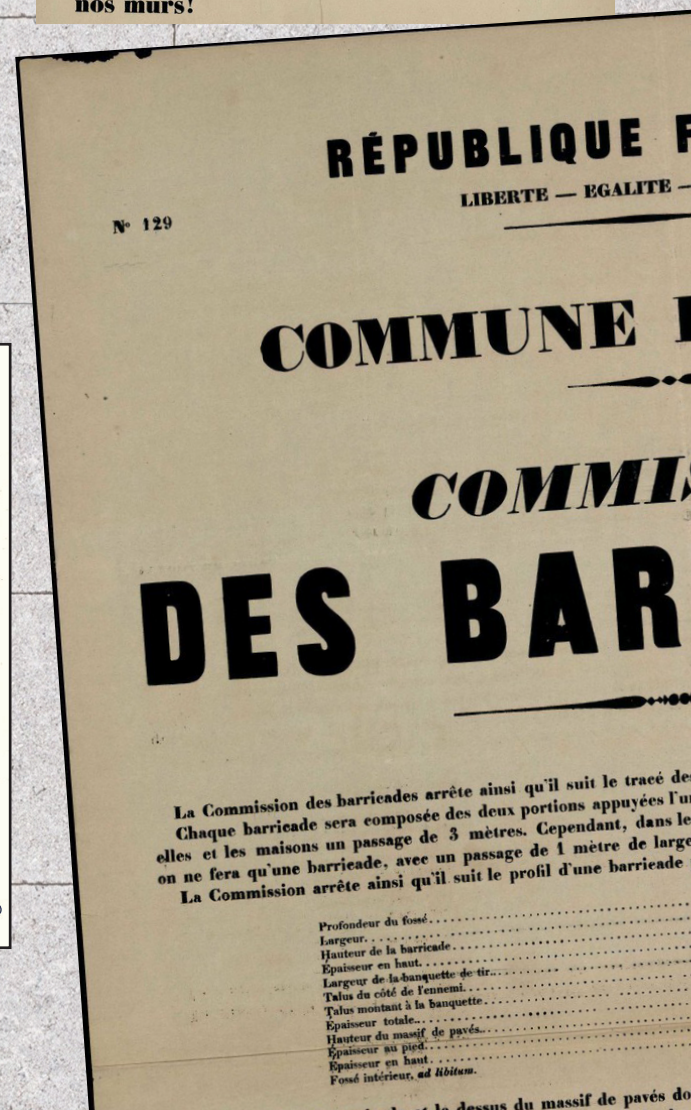 nos murs!
RÉPUBLIQUE F
LIBERTE — EGALITE —
N° 129
COMMUNE
COMMIS
DES BAR
La Commission des barricades arrête ainsi qu'il suit le tracé des
Chaque barricade sera composée des deux portions appuyées l'un
elles et les maisons un passage de 3 mètres. Cependant, dans le
on ne fera qu'une barricade, avec un passage de 1 mètre de large
La Commission arrête ainsi qu'il suit le profil d'une barricade
Profondeur du fossé
Largeur
Hauteur de la barricade
Épaisseur en haut
Largeur de la banquette de tir
Talus du côté de l'ennemi
Talus montant à la banquette
Épaisseur totale
Hauteur du massif de pavés
Épaisseur au pied
Épaisseur en haut
Fossé intérieur, ad libitum.
le dessus du massif de pavés do